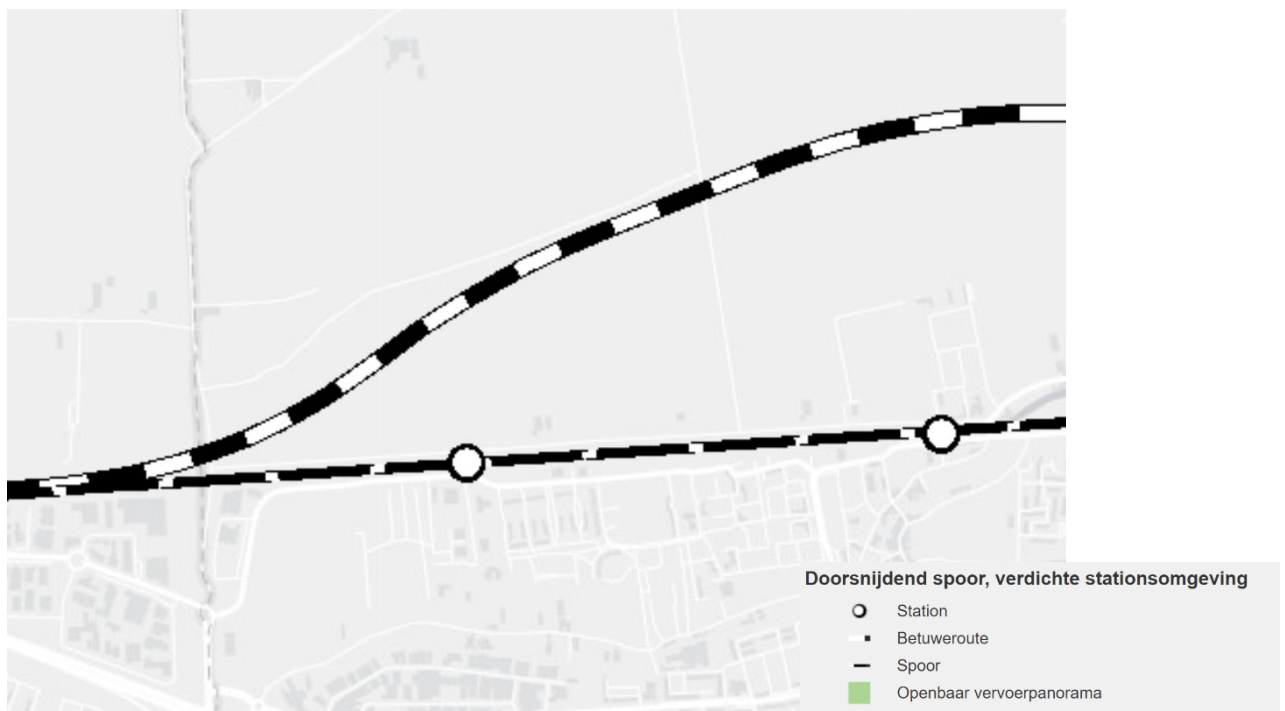 Doorsnijdend spoor, verdichte stationsomgeving
Station
Betuweroute
Spoor
Openbaar vervoerpanorama